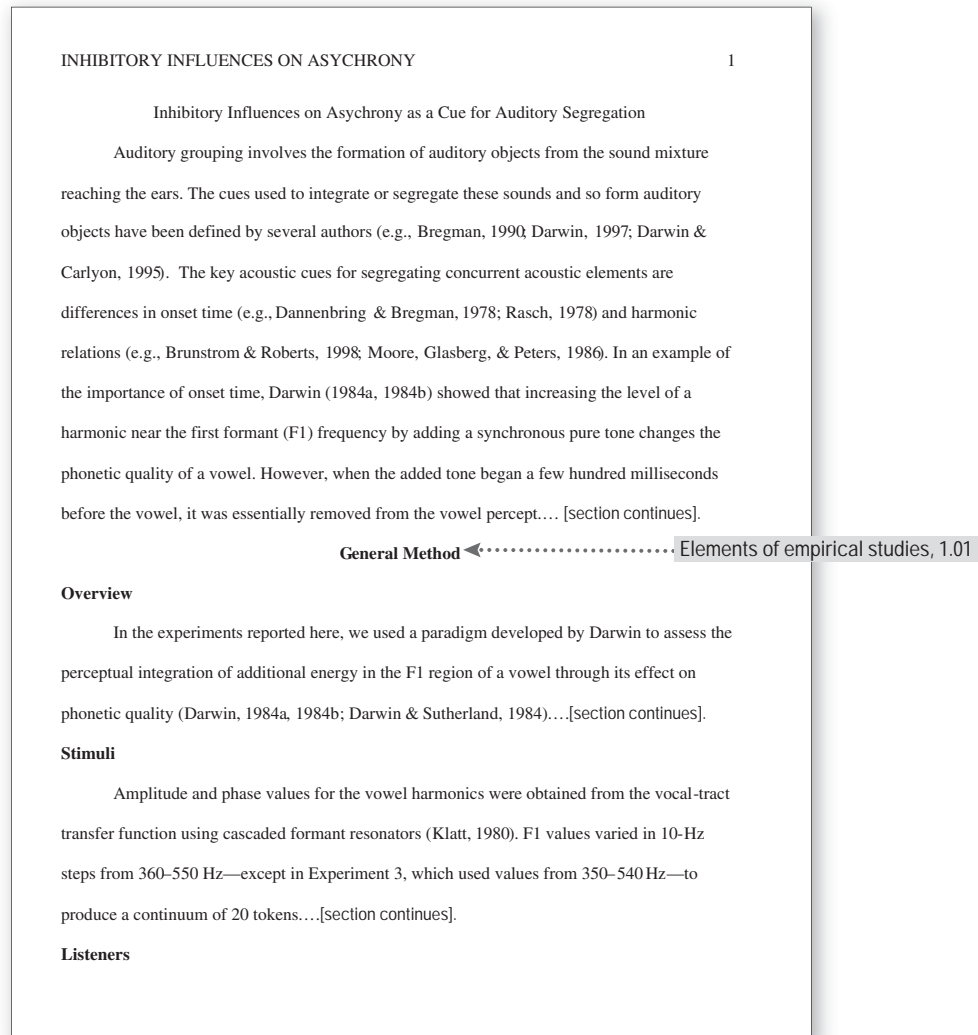 INHIBITORY INFLUENCES ON ASYCHRONY 1
Inhibitory Influences on Asychrony as a Cue for Auditory Segregation
Auditory grouping involves the formation of auditory objects from the sound mixture
reaching the ears. The cues used to integrate or segregate these sounds and so form auditory
objects have been defined by several authors (e.g., Bregman, 1990; Darwin, 1997; Darwin &
Carlyon, 1995). The key acoustic cues for segregating concurrent acoustic elements are
differences in onset time (e.g., Dannenbring & Bregman, 1978; Rasch, 1978) and harmonic
relations (e.g., Brunstrom & Roberts, 1998; Moore, Glasberg, & Peters, 1986). In an example of
the importance of onset time, Darwin (1984a, 1984b) showed that increasing the level of a
harmonic near the first formant (F1) frequency by adding a synchronous pure tone changes the
phonetic quality of a vowel. However, when the added tone began a few hundred milliseconds
before the vowel, it was essentially removed from the vowel percept.… [section continues].
General Method Elements of empirical studies, 1.01
Overview
In the experiments reported here, we used a paradigm developed by Darwin to assess the
perceptual integration of additional energy in the F1 region of a vowel through its effect on
phonetic quality (Darwin, 1984a, 1984b; Darwin & Sutherland, 1984).…[section continues].
Stimuli
Amplitude and phase values for the vowel harmonics were obtained from the vocal-tract
transfer function using cascaded formant resonators (Klatt, 1980). F1 values varied in 10-Hz
steps from 360–550 Hz—except in Experiment 3, which used values from 350–540 Hz—to
produce a continuum of 20 tokens.…[section continues].
Listeners